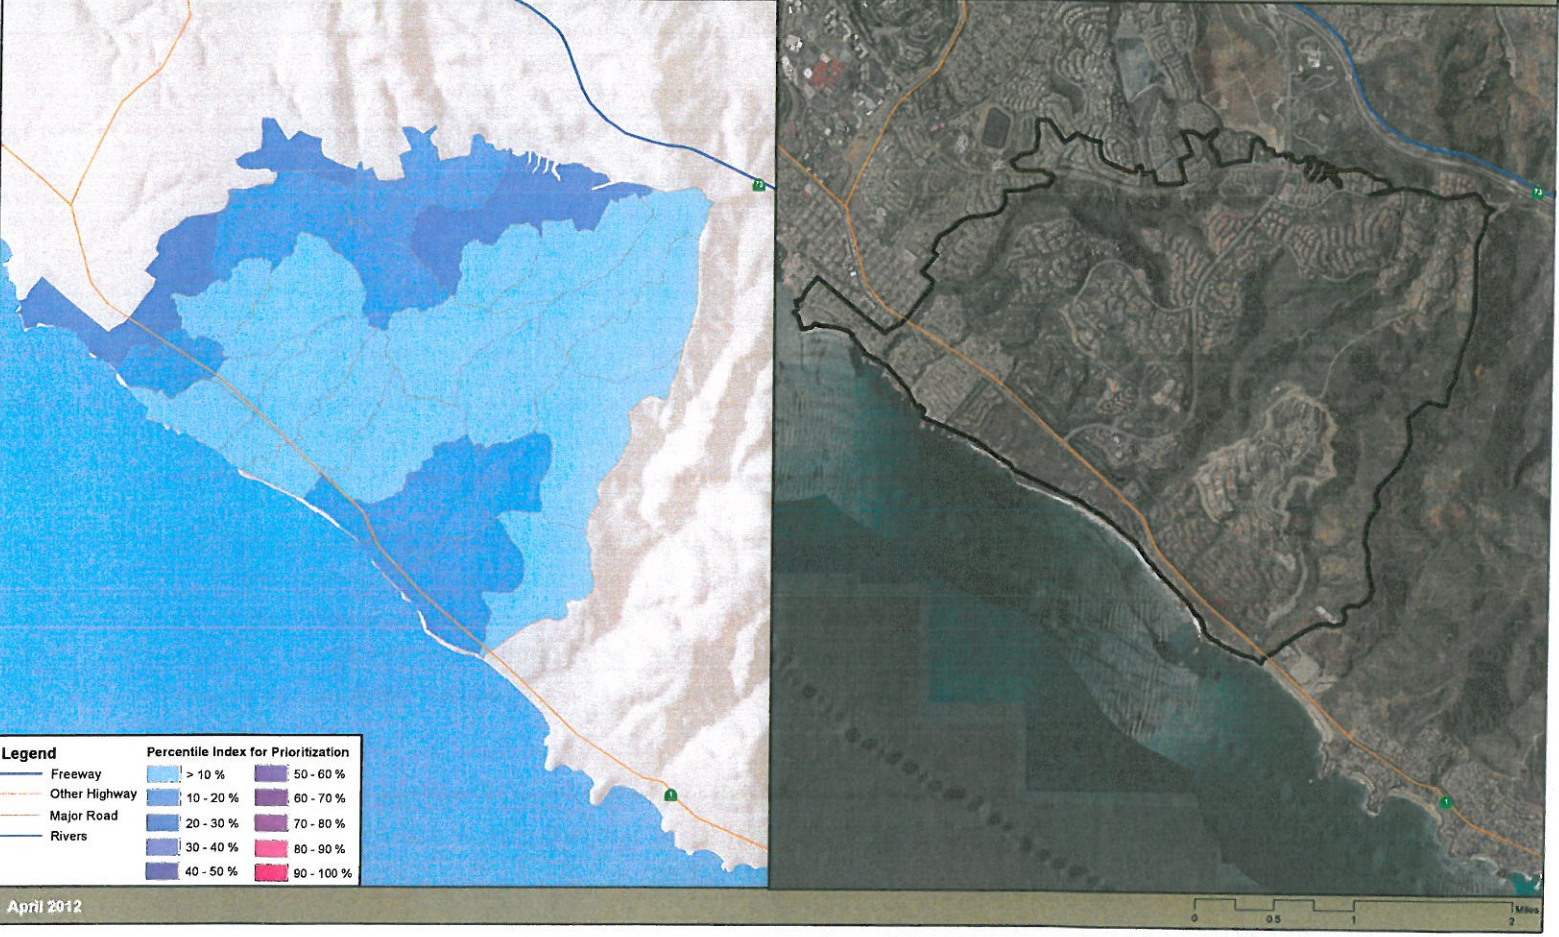 73
73
1
1
Legend
Freeway
Other Highway
Major Road
Rivers
Percentile Index for Prioritization
> 10 %
10 - 20 %
20 - 30 %
30 - 40 %
40 - 50 %
50 - 60 %
60 - 70 %
70 - 80 %
80 - 90 %
90 - 100 %
April 2012
Miles
0 0.5 1 2